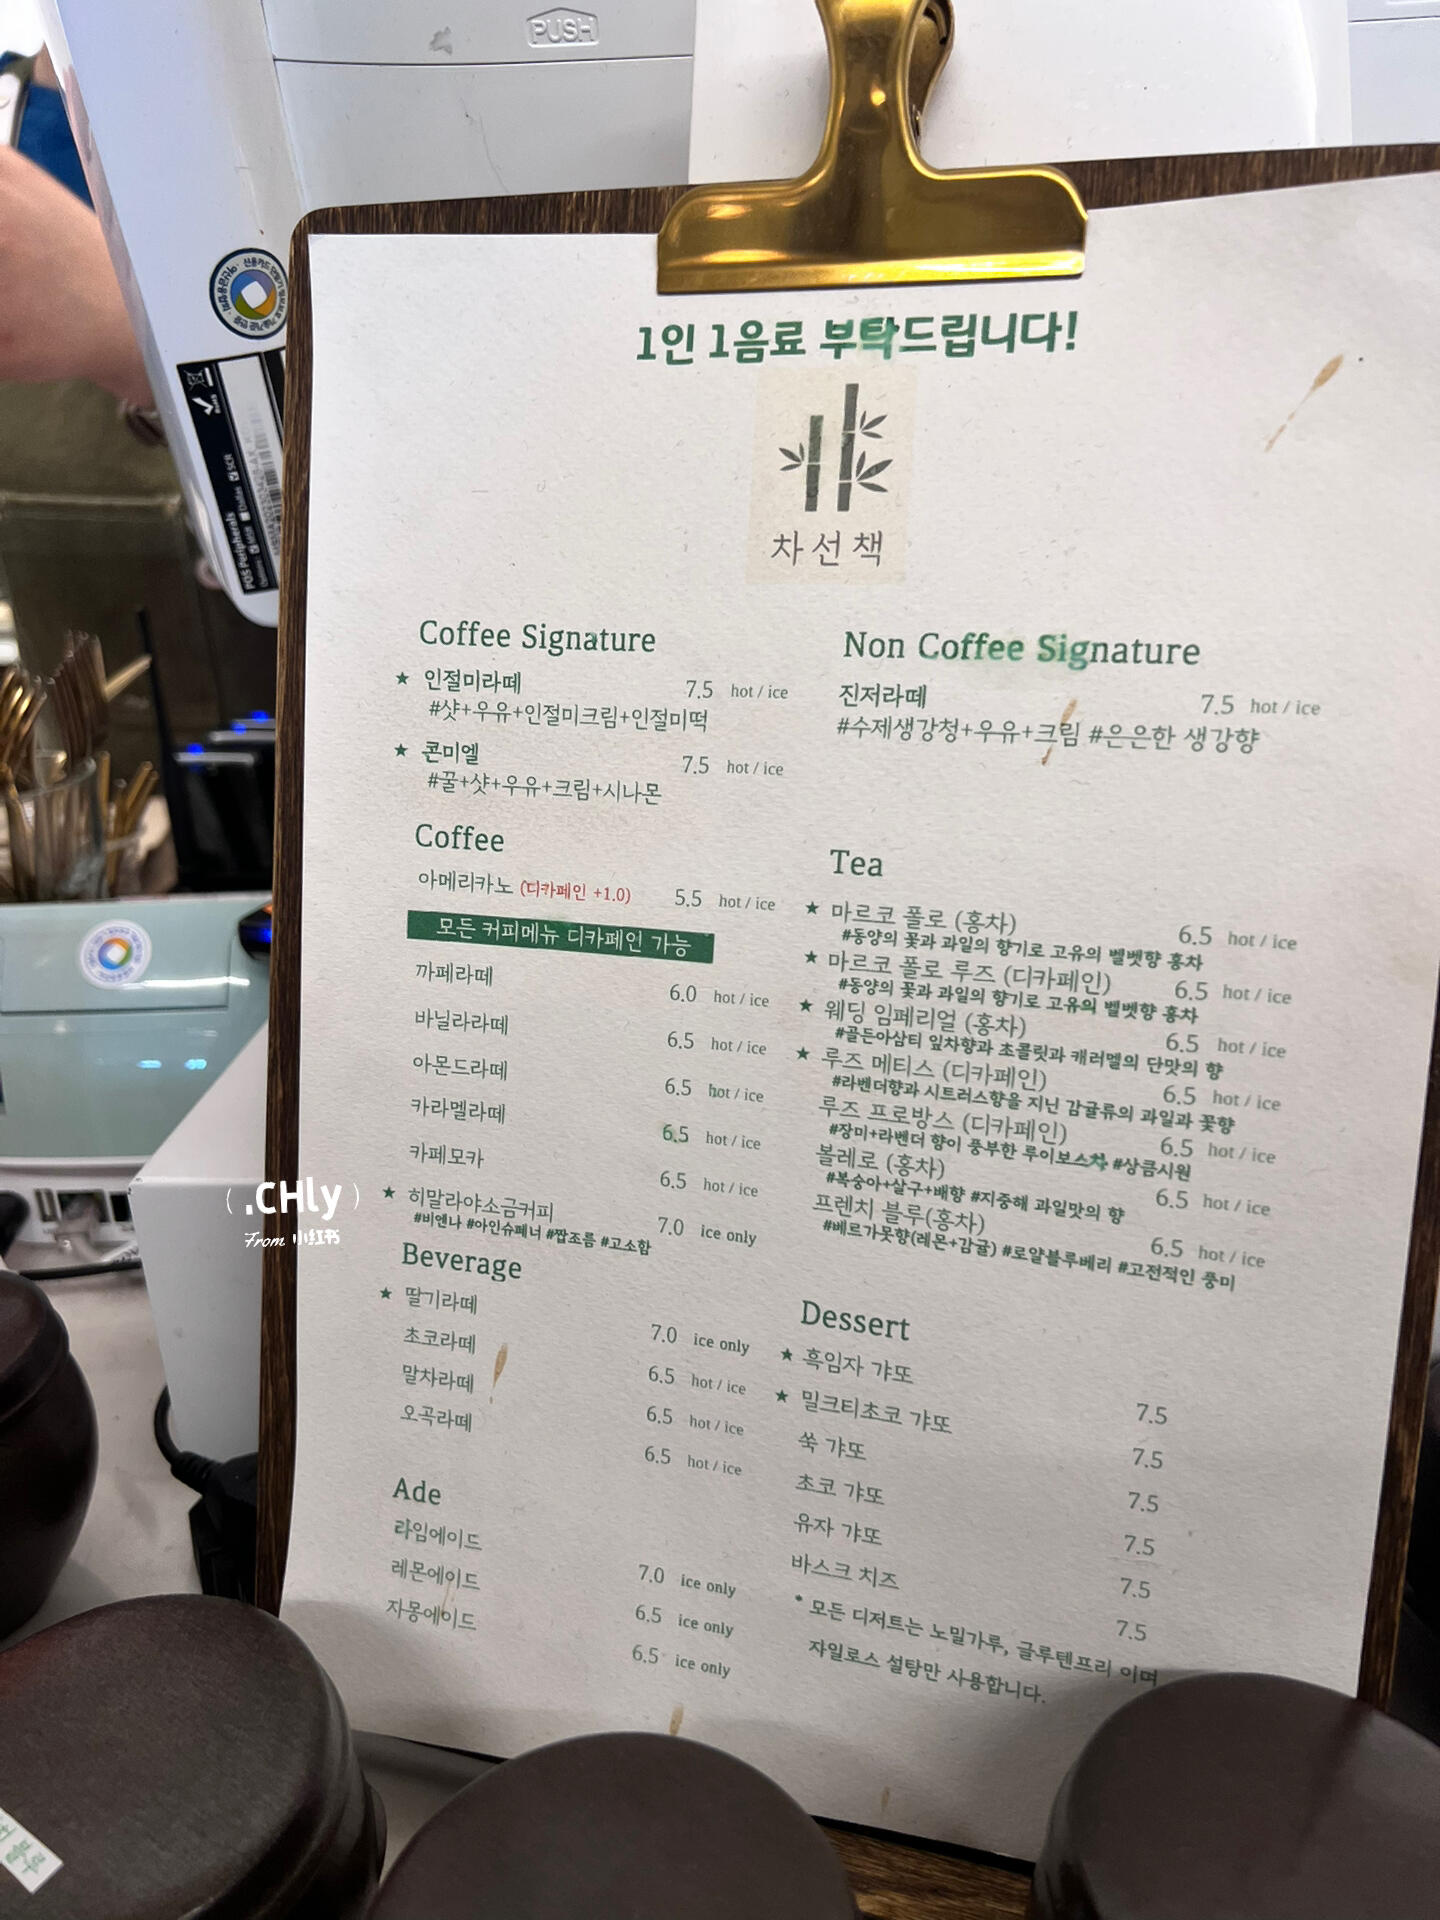 PUSH
1인 1음료 부탁드립니다!
차선책
Coffee Signature
★ 인절미라떼 7.5 hot / ice
#샷+우유+인절미크림+인절미떡
★ 콘미엘 7.5 hot / ice
#꿀+샷+우유+크림+시나몬
Coffee
아메리카노 (디카페인 +1.0) 5.5 hot / ice
모든 커피메뉴 디카페인 가능
까페라떼 6.0 hot / ice
바닐라라떼 6.5 hot / ice
아몬드라떼 6.5 hot / ice
카라멜라떼 6.5 hot / ice
카페모카 6.5 hot / ice
★ 히말라야소금커피 7.0 ice only
#비엔나 #아인슈페너 #짭조름 #고소함
Beverage
★ 딸기라떼 7.0 ice only
초코라떼 6.5 hot / ice
말차라떼 6.5 hot / ice
오곡라떼 6.5 hot / ice
Ade
라임에이드 7.0 ice only
레몬에이드 6.5 ice only
자몽에이드 6.5 ice only
Non Coffee Signature
진저라떼 7.5 hot / ice
#수제생강청+우유+크림 #은은한 생강향
Tea
★ 마르코 폴로 (홍차) 6.5 hot / ice
#동양의 꽃과 과일의 향기로 고유의 벨벳향 홍차
★ 마르코 폴로 루즈 (디카페인) 6.5 hot / ice
#동양의 꽃과 과일의 향기로 고유의 벨벳향 홍차
★ 웨딩 임페리얼 (홍차) 6.5 hot / ice
#골든아삼티 잎차향과 초콜릿과 캐러멜의 단맛의 향
★ 루즈 메티스 (디카페인) 6.5 hot / ice
#라벤더향과 시트러스향을 지닌 감귤류의 과일과 꽃향
루즈 프로방스 (디카페인) 6.5 hot / ice
#장미+라벤더 향이 풍부한 루이보스차 #상큼시원
볼레로 (홍차) 6.5 hot / ice
#복숭아+살구+배향 #지중해 과일맛의 향
프렌치 블루(홍차) 6.5 hot / ice
#베르가못향(레몬+감귤) #로얄블루베리 #고전적인 풍미
Dessert
★ 흑임자 갸또 7.5
★ 밀크티초코 갸또 7.5
쑥 갸또 7.5
초코 갸또 7.5
유자 갸또 7.5
바스크 치즈 7.5
* 모든 디저트는 노밀가루, 글루텐프리 이며
자일로스 설탕만 사용합니다.
POS Peripherals
RoHS
(.CHly)
From 小红书